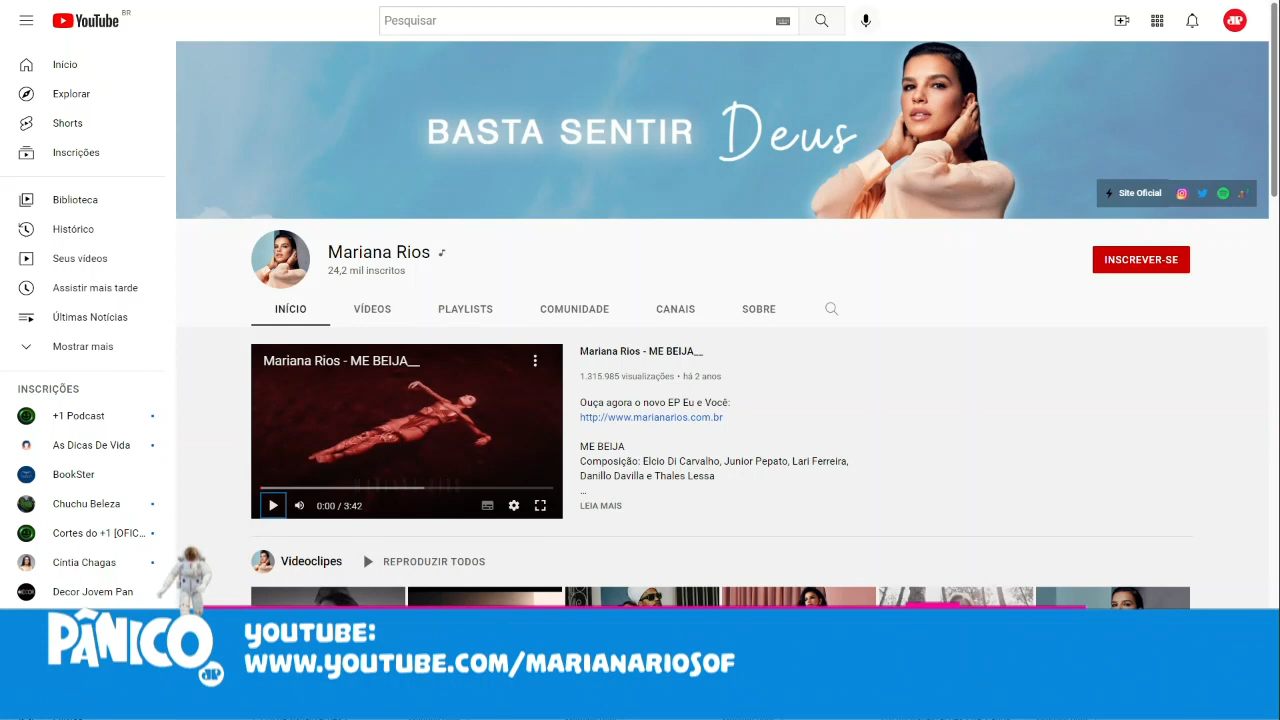 YouTube BR
Pesquisar
Início
Explorar
Shorts
Inscrições
Biblioteca
Histórico
Seus vídeos
Assistir mais tarde
Últimas Notícias
Mostrar mais
INSCRIÇÕES
+1 Podcast
As Dicas De Vida
BookSter
Chuchu Beleza
Cortes do +1 [OFIC...
Cíntia Chagas
Decor Jovem Pan
BASTA SENTIR Deus
Site Oficial
Mariana Rios
24,2 mil inscritos
INSCREVER-SE
INÍCIO
VÍDEOS
PLAYLISTS
COMUNIDADE
CANAIS
SOBRE
Mariana Rios - ME BEIJA__
0:00 / 3:42
Mariana Rios - ME BEIJA__
1.315.985 visualizações • há 2 anos
Ouça agora o novo EP Eu e Você:
http://www.marianarios.com.br
ME BEIJA
Composição: Elcio Di Carvalho, Junior Pepato, Lari Ferreira,
Danillo Davilla e Thales Lessa
...
LEIA MAIS
Videoclipes
REPRODUZIR TODOS
PÂNICO
JP
YOUTUBE:
WWW.YOUTUBE.COM/MARIANARIOSOF